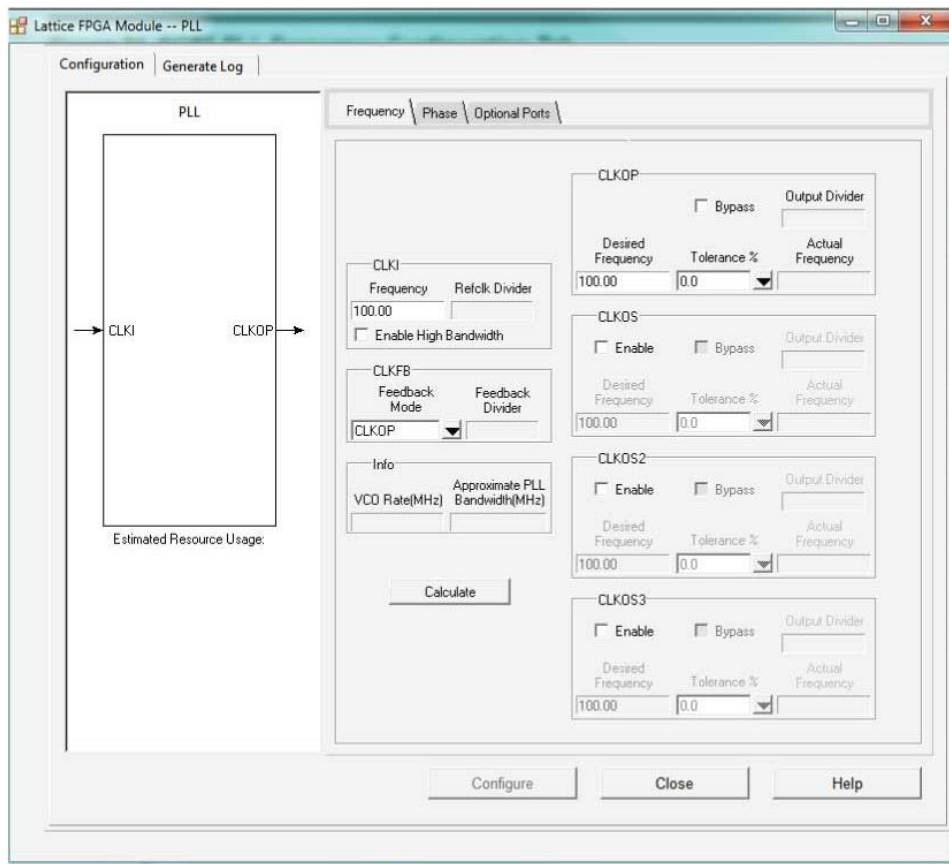 Lattice FPGA Module -- PLL
Configuration
Generate Log
PLL
CLKI
CLKOP
Estimated Resource Usage:
Frequency
Phase
Optional Ports
CLKI
Frequency
Refclk Divider
100.00
Enable High Bandwidth
CLKFB
Feedback
Mode
Feedback
Divider
CLKOP
Info
VCO Rate(MHz)
Approximate PLL
Bandwidth(MHz)
Calculate
CLKOP
Bypass
Output Divider
Desired
Frequency
Tolerance %
Actual
Frequency
100.00
0.0
CLKOS
Enable
Bypass
Output Divider
Desired
Frequency
Tolerance %
Actual
Frequency
100.00
0.0
CLKOS2
Enable
Bypass
Output Divider
Desired
Frequency
Tolerance %
Actual
Frequency
100.00
0.0
CLKOS3
Enable
Bypass
Output Divider
Desired
Frequency
Tolerance %
Actual
Frequency
100.00
0.0
Configure
Close
Help